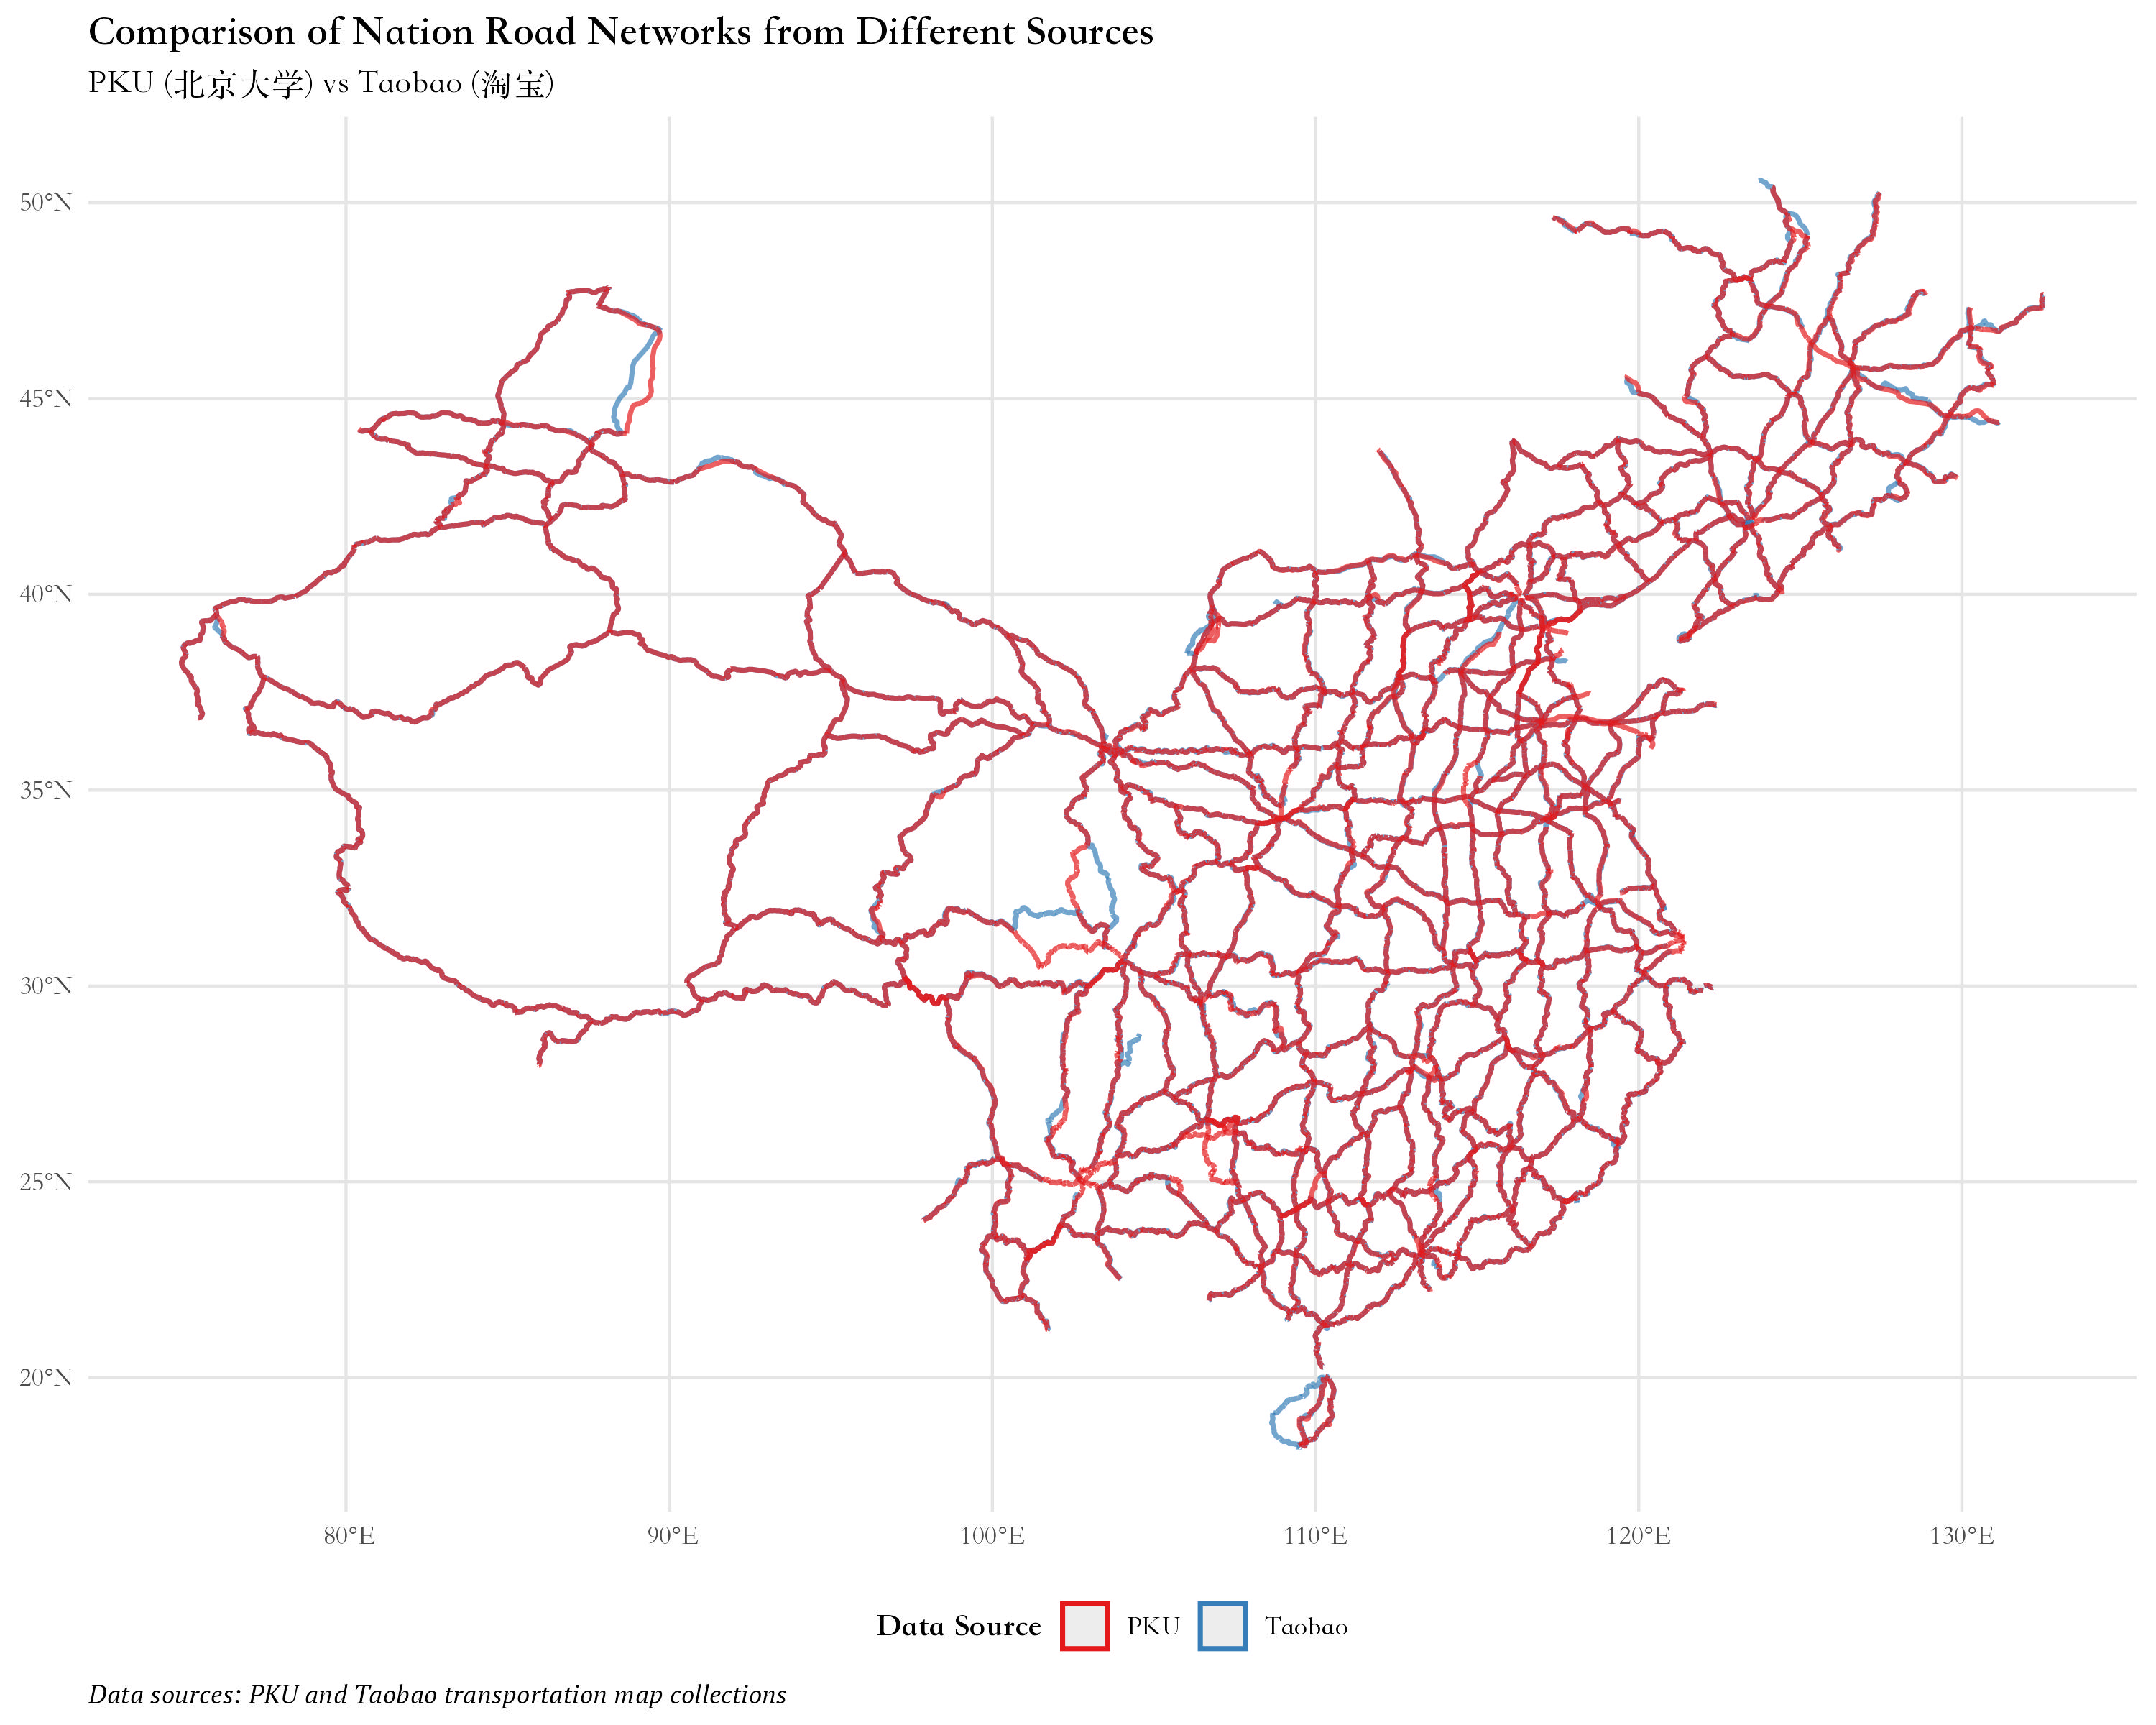 Comparison of Nation Road Networks from Different Sources
PKU (北京大学) vs Taobao (淘宝)
50°N
45°N
40°N
35°N
30°N
25°N
20°N
80°E
90°E
100°E
110°E
120°E
130°E
Data Source PKU Taobao
Data sources: PKU and Taobao transportation map collections